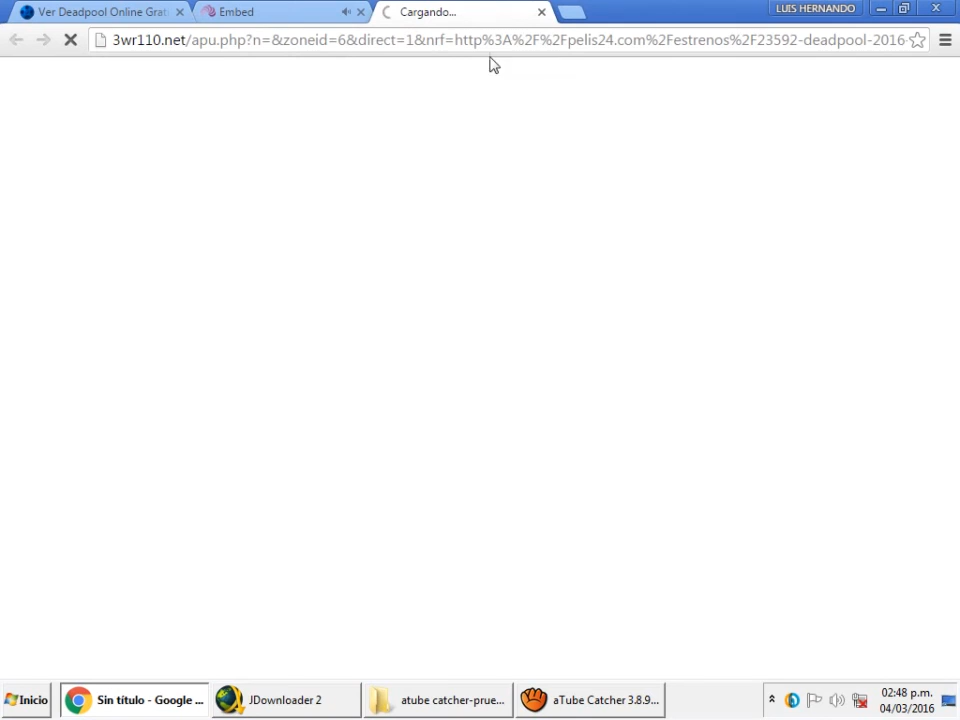 Ver Deadpool Online Grat
Embed
Cargando...
LUIS HERNANDO
3wr110.net/apu.php?n=&zoneid=6&direct=1&nrf=http%3A%2F%2Fpelis24.com%2Festrenos%2F23592-deadpool-2016-
Inicio
Sin título - Google ...
JDownloader 2
atube catcher-prue...
aTube Catcher 3.8.9...
02:48 p.m.
04/03/2016